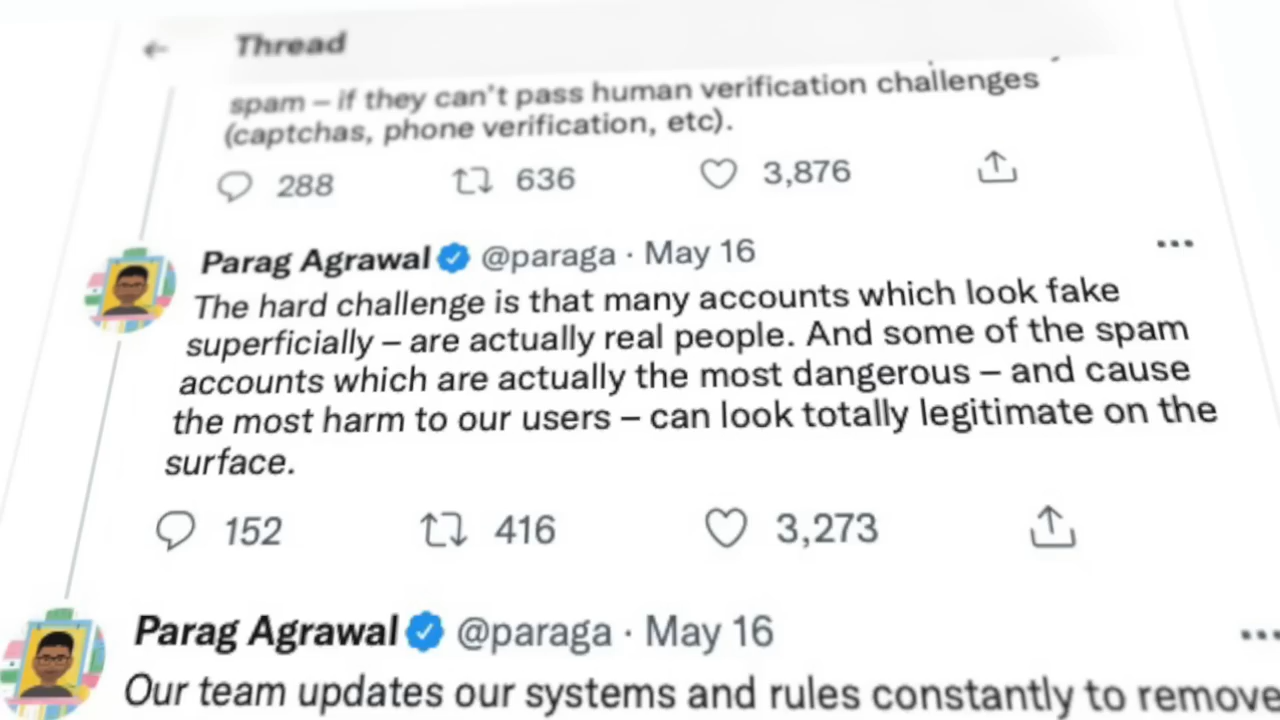 Thread
spam – if they can't pass human verification challenges
(captchas, phone verification, etc).
288 636 3,876
Parag Agrawal @paraga · May 16
The hard challenge is that many accounts which look fake
superficially – are actually real people. And some of the spam
accounts which are actually the most dangerous – and cause
the most harm to our users – can look totally legitimate on the
surface.
152 416 3,273
Parag Agrawal @paraga · May 16
Our team updates our systems and rules constantly to remove